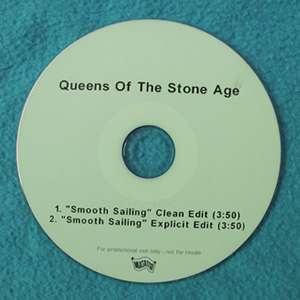 Queens Of The Stone Age
1. "Smooth Sailing" Clean Edit (3:50)
2. "Smooth Sailing" Explicit Edit (3:50)
For promotional use only - not for resale
MATADOR